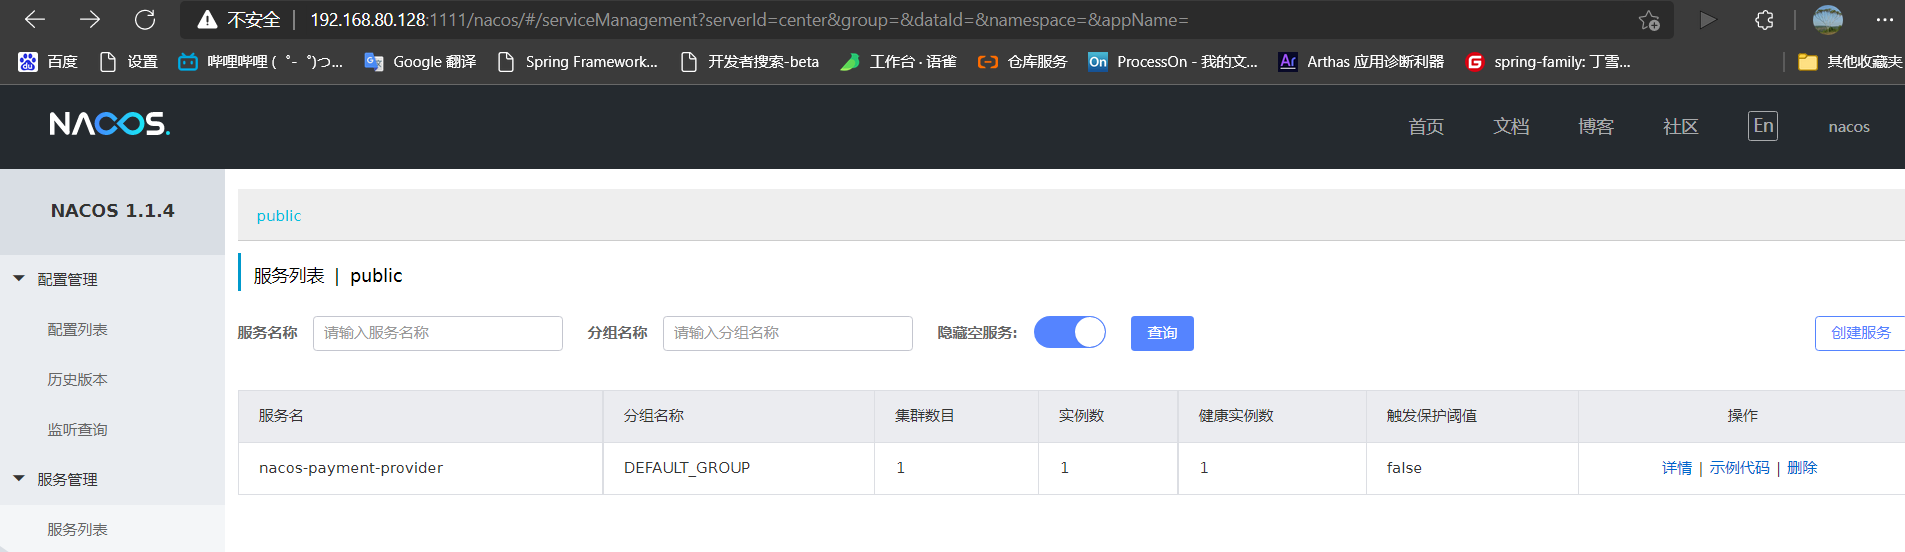 不安全 192.168.80.128:1111/nacos/#/serviceManagement?serverId=center&group=&dataId=&namespace=&appName=
百度 设置 哔哩哔哩 ( ゜- ゜)つ... Google 翻译 Spring Framework... 开发者搜索-beta 工作台 · 语雀 仓库服务 ProcessOn - 我的文... Arthas 应用诊断利器 spring-family: 丁雪... 其他收藏夹
NACOS. 首页 文档 博客 社区 En nacos
NACOS 1.1.4
public
配置管理
服务列表 | public
配置列表
服务名称 请输入服务名称 分组名称 请输入分组名称 隐藏空服务: 查询 创建服务
历史版本
服务名 分组名称 集群数目 实例数 健康实例数 触发保护阈值 操作
监听查询
nacos-payment-provider DEFAULT_GROUP 1 1 1 false 详情 | 示例代码 | 删除
服务管理
服务列表